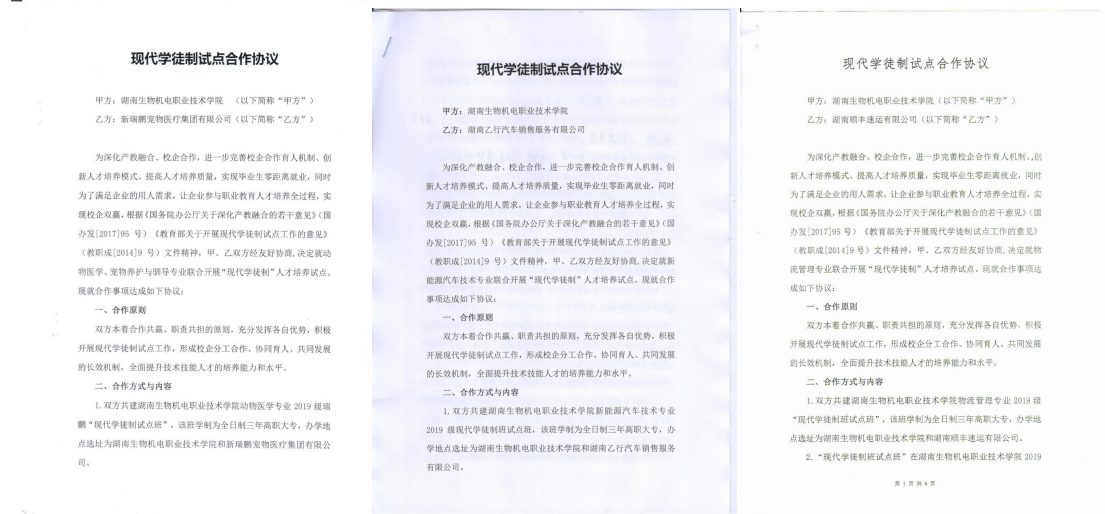 现代学徒制试点合作协议
甲方：湖南生物机电职业技术学院　（以下简称“甲方”）
乙方：新瑞鹏宠物医疗集团有限公司（以下简称“乙方”）
为深化产教融合、校企合作，进一步完善校企合作育人机制、创
新人才培养模式、提高人才培养质量，实现毕业生零距离就业，同时
为了满足企业的用人需求，让企业参与职业教育人才培养全过程，实
现校企双赢，根据《国务院办公厅关于深化产教融合的若干意见》（国
办发[2017]95 号）《教育部关于开展现代学徒制试点工作的意见》
（教职成[2014]9 号）文件精神，甲、乙双方经友好协商，决定就动
物医学、宠物养护与驯导专业联合开展“现代学徒制”人才培养试点。
现就合作事项达成如下协议：
一、合作原则
双方本着合作共赢、职责共担的原则，充分发挥各自优势，积极
开展现代学徒制试点工作，形成校企分工合作、协同育人、共同发展
的长效机制，全面提升技术技能人才的培养能力和水平。
二、合作方式与内容
1.双方共建湖南生物机电职业技术学院动物医学专业 2019 级瑞
鹏“现代学徒制试点班”，该班学制为全日制三年高职大专，办学地
点选址为湖南生物机电职业技术学院和新瑞鹏宠物医疗集团有限公
司。
现代学徒制试点合作协议
甲方：湖南生物机电职业技术学院
乙方：湖南乙行汽车销售服务有限公司
为深化产教融合、校企合作，进一步完善校企合作育人机制、创
新人才培养模式、提高人才培养质量，实现毕业生零距离就业，同时
为了满足企业的用人需求，让企业参与职业教育人才培养全过程，实
现校企双赢，根据《国务院办公厅关于深化产教融合的若干意见》（国
办发[2017]95 号）《教育部关于开展现代学徒制试点工作的意见》
（教职成[2014]9 号）文件精神，甲、乙双方经友好协商,决定就新
能源汽车技术专业联合开展“现代学徒制”人才培养试点。现就合作
事项达成如下协议：
一、合作原则
双方本着合作共赢、职责共担的原则，充分发挥各自优势，积极
开展现代学徒制试点工作，形成校企分工合作、协同育人、共同发展
的长效机制，全面提升技术技能人才的培养能力和水平。
二、合作方式与内容
1.双方共建湖南生物机电职业技术学院新能源汽车技术专业
2019 级现代学徒制班试点班，该班学制为全日制三年高职大专，办
学地点选址为湖南生物机电职业技术学院和湖南乙行汽车销售服务
有限公司。
现代学徒制试点合作协议
甲方：湖南生物机电职业技术学院（以下简称“甲方”）
乙方：湖南顺丰速运有限公司（以下简称“乙方”）
为深化产教融合、校企合作，进一步完善校企合作育人机制、创
新人才培养模式、提高人才培养质量，实现毕业生零距离就业，同时
为了满足企业的用人需求，让企业参与职业教育人才培养全过程，实
现校企双赢，根据《国务院办公厅关于深化产教融合的若干意见》（国
办发[2017]95 号）《教育部关于开展现代学徒制试点工作的意见》
（教职成[2014]9 号）文件精神，甲、乙双方经友好协商，决定就物
流管理专业联合开展“现代学徒制”人才培养试点。现就合作事项达
成如下协议：
一、合作原则
双方本着合作共赢、职责共担的原则，充分发挥各自优势，积极
开展现代学徒制试点工作，形成校企分工合作、协同育人、共同发展
的长效机制，全面提升技术技能人才的培养能力和水平。
二、合作方式与内容
1.双方共建湖南生物机电职业技术学院物流管理专业 2019 级
“现代学徒制班试点班”，该班学制为全日制三年高职大专，办学地
点选址为湖南生物机电职业技术学院和湖南顺丰速运有限公司。
2.“现代学徒制班试点班”在湖南生物机电职业技术学院 2019
第 1 页 共 6 页